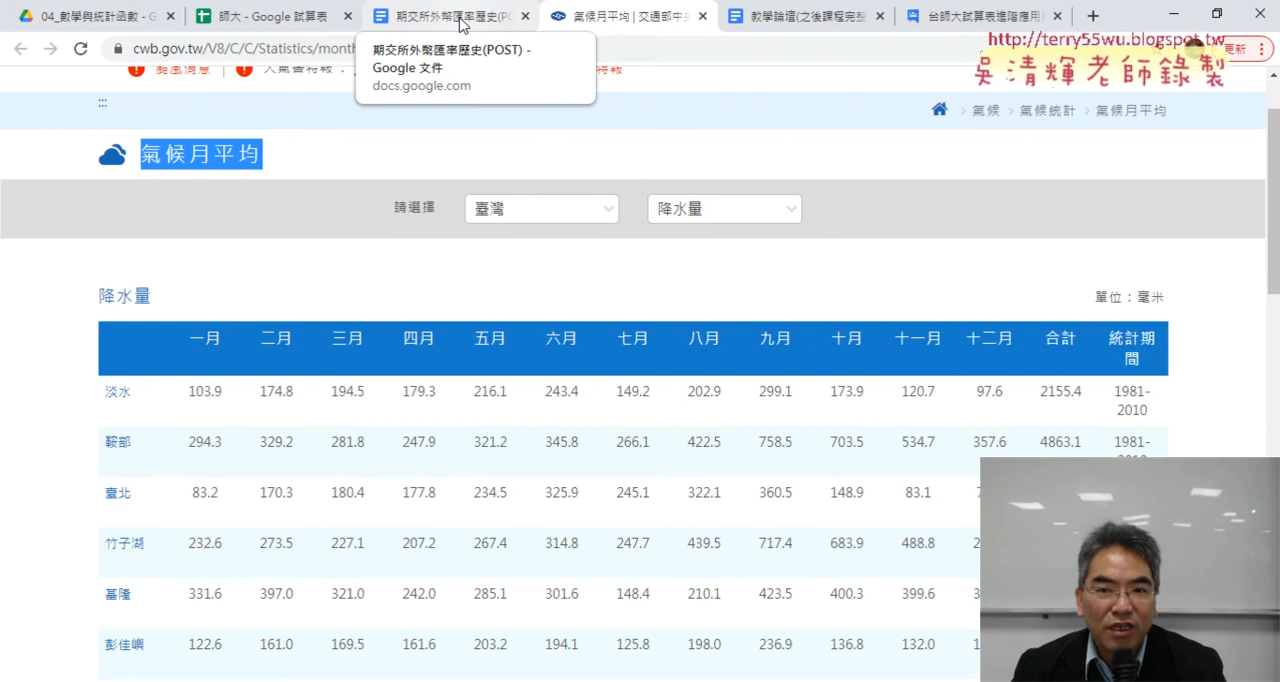 04_數學與統計函數 - G
師大 - Google 試算表
期交所外幣匯率歷史(PO
氣候月平均 | 交通部中央
教學論壇(之後課程完整
台師大試算表進階應用
cwb.gov.tw/V8/C/C/Statistics/month
更新
http://terry55wu.blogspot.tw
吳清輝老師錄製
期交所外幣匯率歷史(POST) -
Google 文件
docs.google.com
颱風消息
天氣警特報
特報
:::
氣候
氣候統計
氣候月平均
氣候月平均
請選擇
臺灣
降水量
降水量
單位：毫米
一月 二月 三月 四月 五月 六月 七月 八月 九月 十月 十一月 十二月 合計 統計期
間
淡水 103.9 174.8 194.5 179.3 216.1 243.4 149.2 202.9 299.1 173.9 120.7 97.6 2155.4 1981-
2010
鞍部 294.3 329.2 281.8 247.9 321.2 345.8 266.1 422.5 758.5 703.5 534.7 357.6 4863.1 1981-
臺北 83.2 170.3 180.4 177.8 234.5 325.9 245.1 322.1 360.5 148.9 83.1
竹子湖 232.6 273.5 227.1 207.2 267.4 314.8 247.7 439.5 717.4 683.9 488.8
基隆 331.6 397.0 321.0 242.0 285.1 301.6 148.4 210.1 423.5 400.3 399.6
彭佳嶼 122.6 161.0 169.5 161.6 203.2 194.1 125.8 198.0 236.9 136.8 132.0